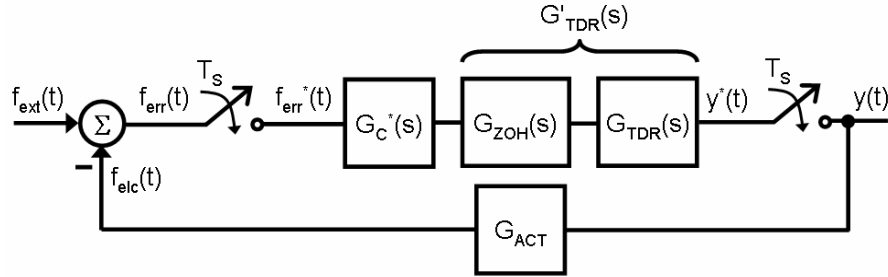 G'TDR(s)
fext(t)
Σ
ferr(t)
Ts
ferr*(t)
Gc*(s)
GZOH(s)
GTDR(s)
y*(t)
Ts
y(t)
−
felc(t)
GACT